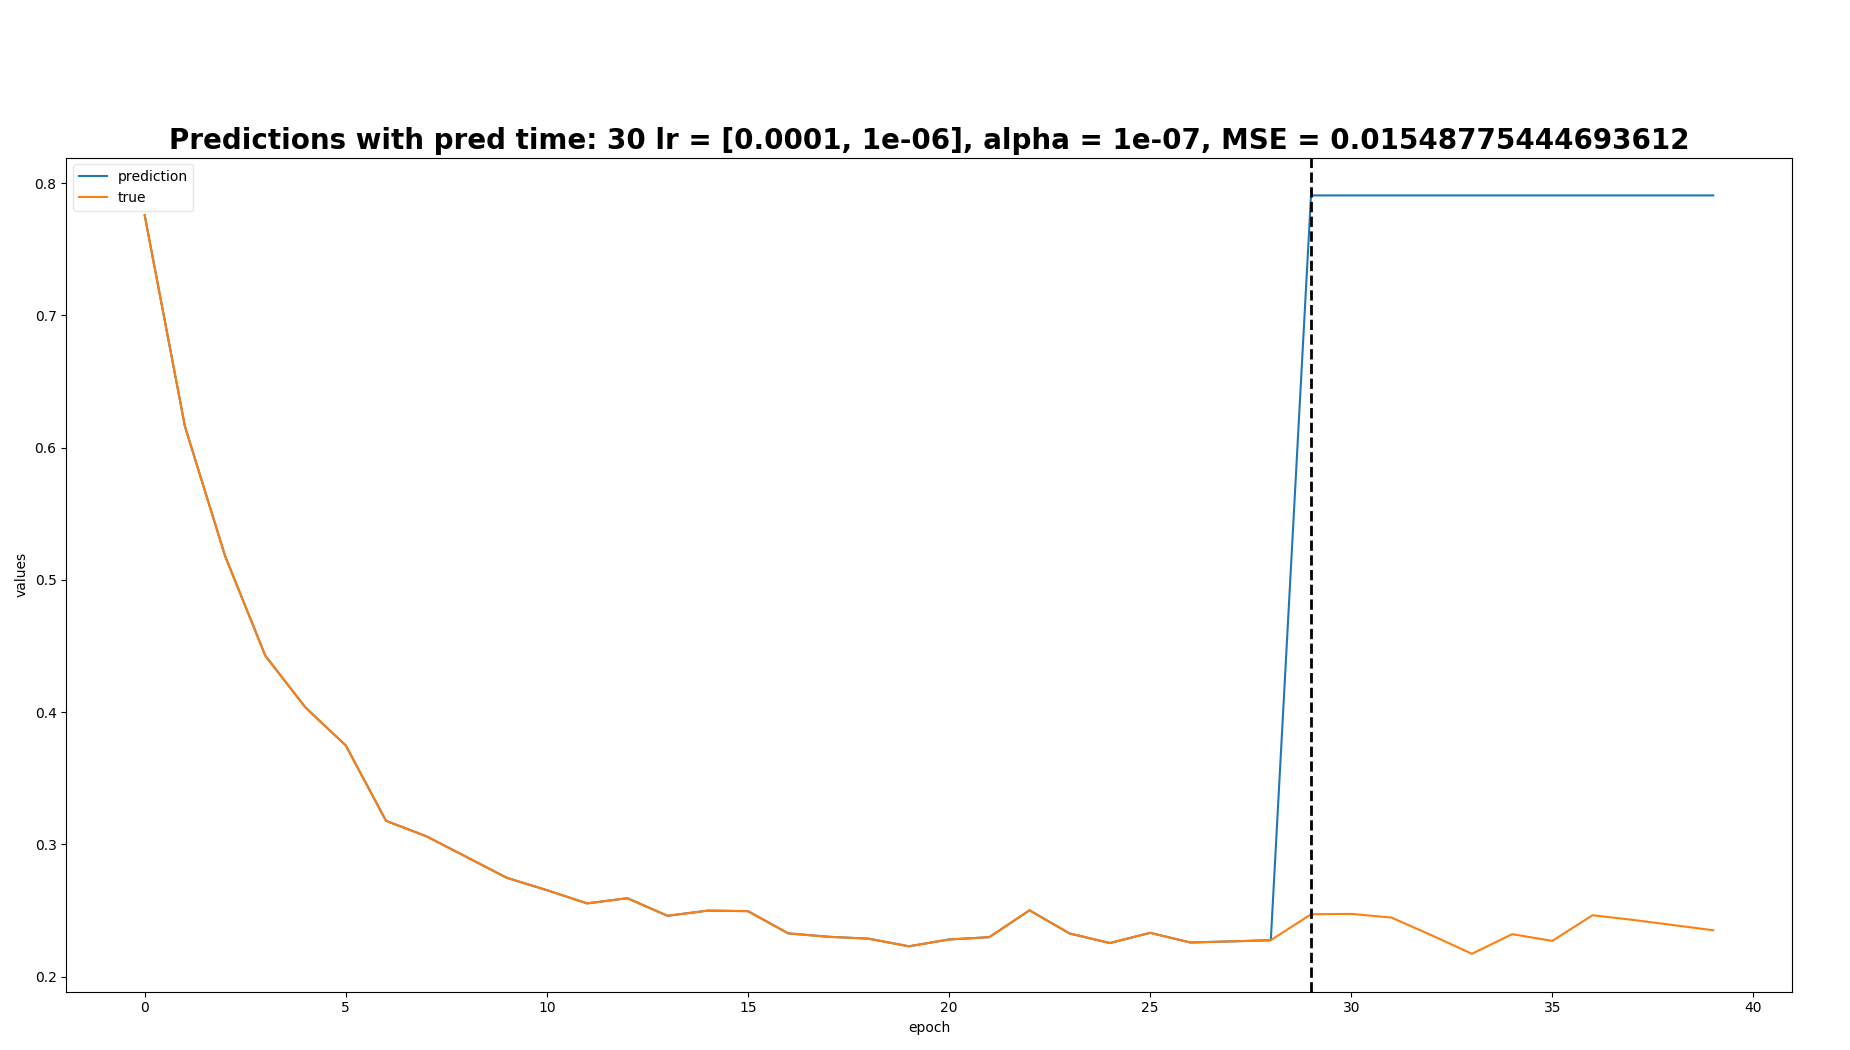 Predictions with pred time: 30 lr = [0.0001, 1e-06], alpha = 1e-07, MSE = 0.01548775444693612
prediction
true
0.8
0.7
0.6
0.5
0.4
0.3
0.2
values
0 5 10 15 20 25 30 35 40
epoch